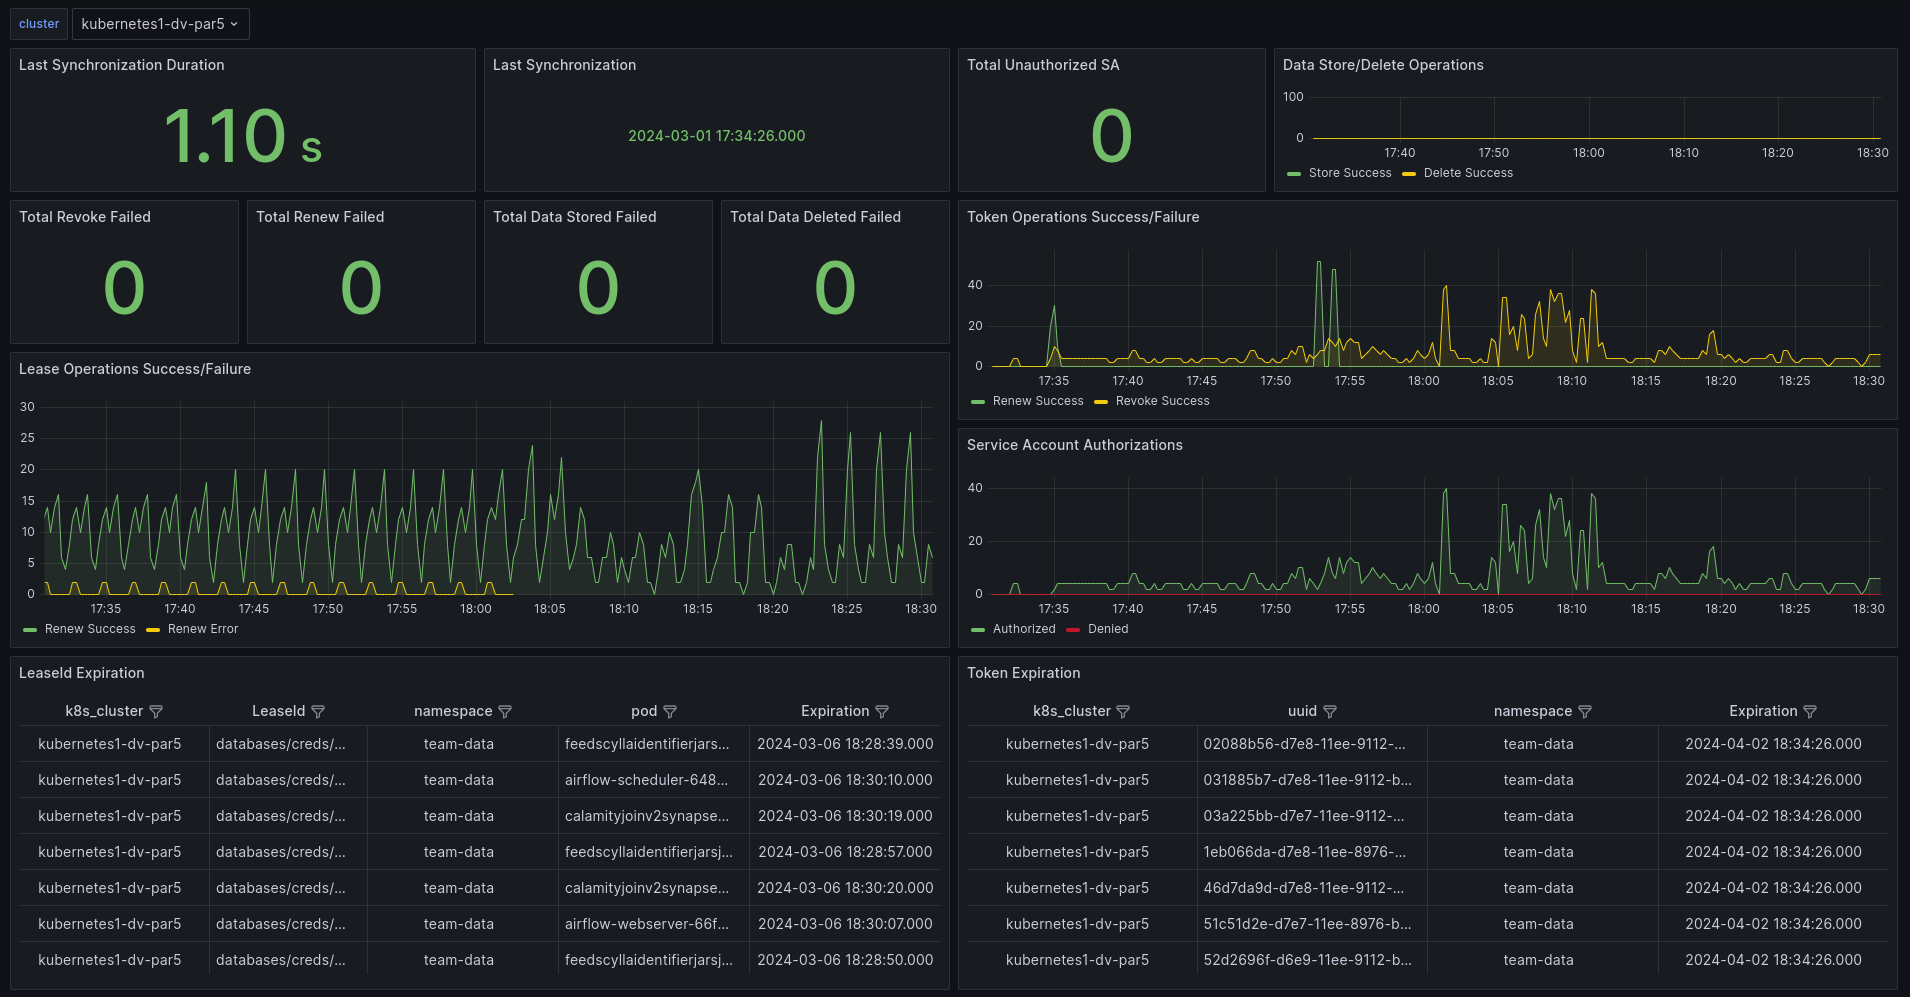 cluster kubernetes1-dv-par5
Last Synchronization Duration
1.10 s
Last Synchronization
2024-03-01 17:34:26.000
Total Unauthorized SA
0
Data Store/Delete Operations
100
0
17:40 17:50 18:00 18:10 18:20 18:30
Store Success Delete Success
Total Revoke Failed
0
Total Renew Failed
0
Total Data Stored Failed
0
Total Data Deleted Failed
0
Token Operations Success/Failure
40
20
0
17:35 17:40 17:45 17:50 17:55 18:00 18:05 18:10 18:15 18:20 18:25 18:30
Renew Success Revoke Success
Lease Operations Success/Failure
30
25
20
15
10
5
0
17:35 17:40 17:45 17:50 17:55 18:00 18:05 18:10 18:15 18:20 18:25 18:30
Renew Success Renew Error
Service Account Authorizations
40
20
0
17:35 17:40 17:45 17:50 17:55 18:00 18:05 18:10 18:15 18:20 18:25 18:30
Authorized Denied
LeaseId Expiration
k8s_cluster LeaseId namespace pod Expiration
kubernetes1-dv-par5 databases/creds/... team-data feedscyllaidentifierjars... 2024-03-06 18:28:39.000
kubernetes1-dv-par5 databases/creds/... team-data airflow-scheduler-648... 2024-03-06 18:30:10.000
kubernetes1-dv-par5 databases/creds/... team-data calamityjoinv2synapse... 2024-03-06 18:30:19.000
kubernetes1-dv-par5 databases/creds/... team-data feedscyllaidentifierjarsj... 2024-03-06 18:28:57.000
kubernetes1-dv-par5 databases/creds/... team-data calamityjoinv2synapse... 2024-03-06 18:30:20.000
kubernetes1-dv-par5 databases/creds/... team-data airflow-webserver-66f... 2024-03-06 18:30:07.000
kubernetes1-dv-par5 databases/creds/... team-data feedscyllaidentifierjarsj... 2024-03-06 18:28:50.000
Token Expiration
k8s_cluster uuid namespace Expiration
kubernetes1-dv-par5 02088b56-d7e8-11ee-9112-... team-data 2024-04-02 18:34:26.000
kubernetes1-dv-par5 031885b7-d7e8-11ee-9112-b... team-data 2024-04-02 18:34:26.000
kubernetes1-dv-par5 03a225bb-d7e7-11ee-9112-... team-data 2024-04-02 18:34:26.000
kubernetes1-dv-par5 1eb066da-d7e8-11ee-8976-... team-data 2024-04-02 18:34:26.000
kubernetes1-dv-par5 46d7da9d-d7e8-11ee-9112-... team-data 2024-04-02 18:34:26.000
kubernetes1-dv-par5 51c51d2e-d7e7-11ee-8976-b... team-data 2024-04-02 18:34:26.000
kubernetes1-dv-par5 52d2696f-d6e9-11ee-9112-b... team-data 2024-04-02 18:34:26.000